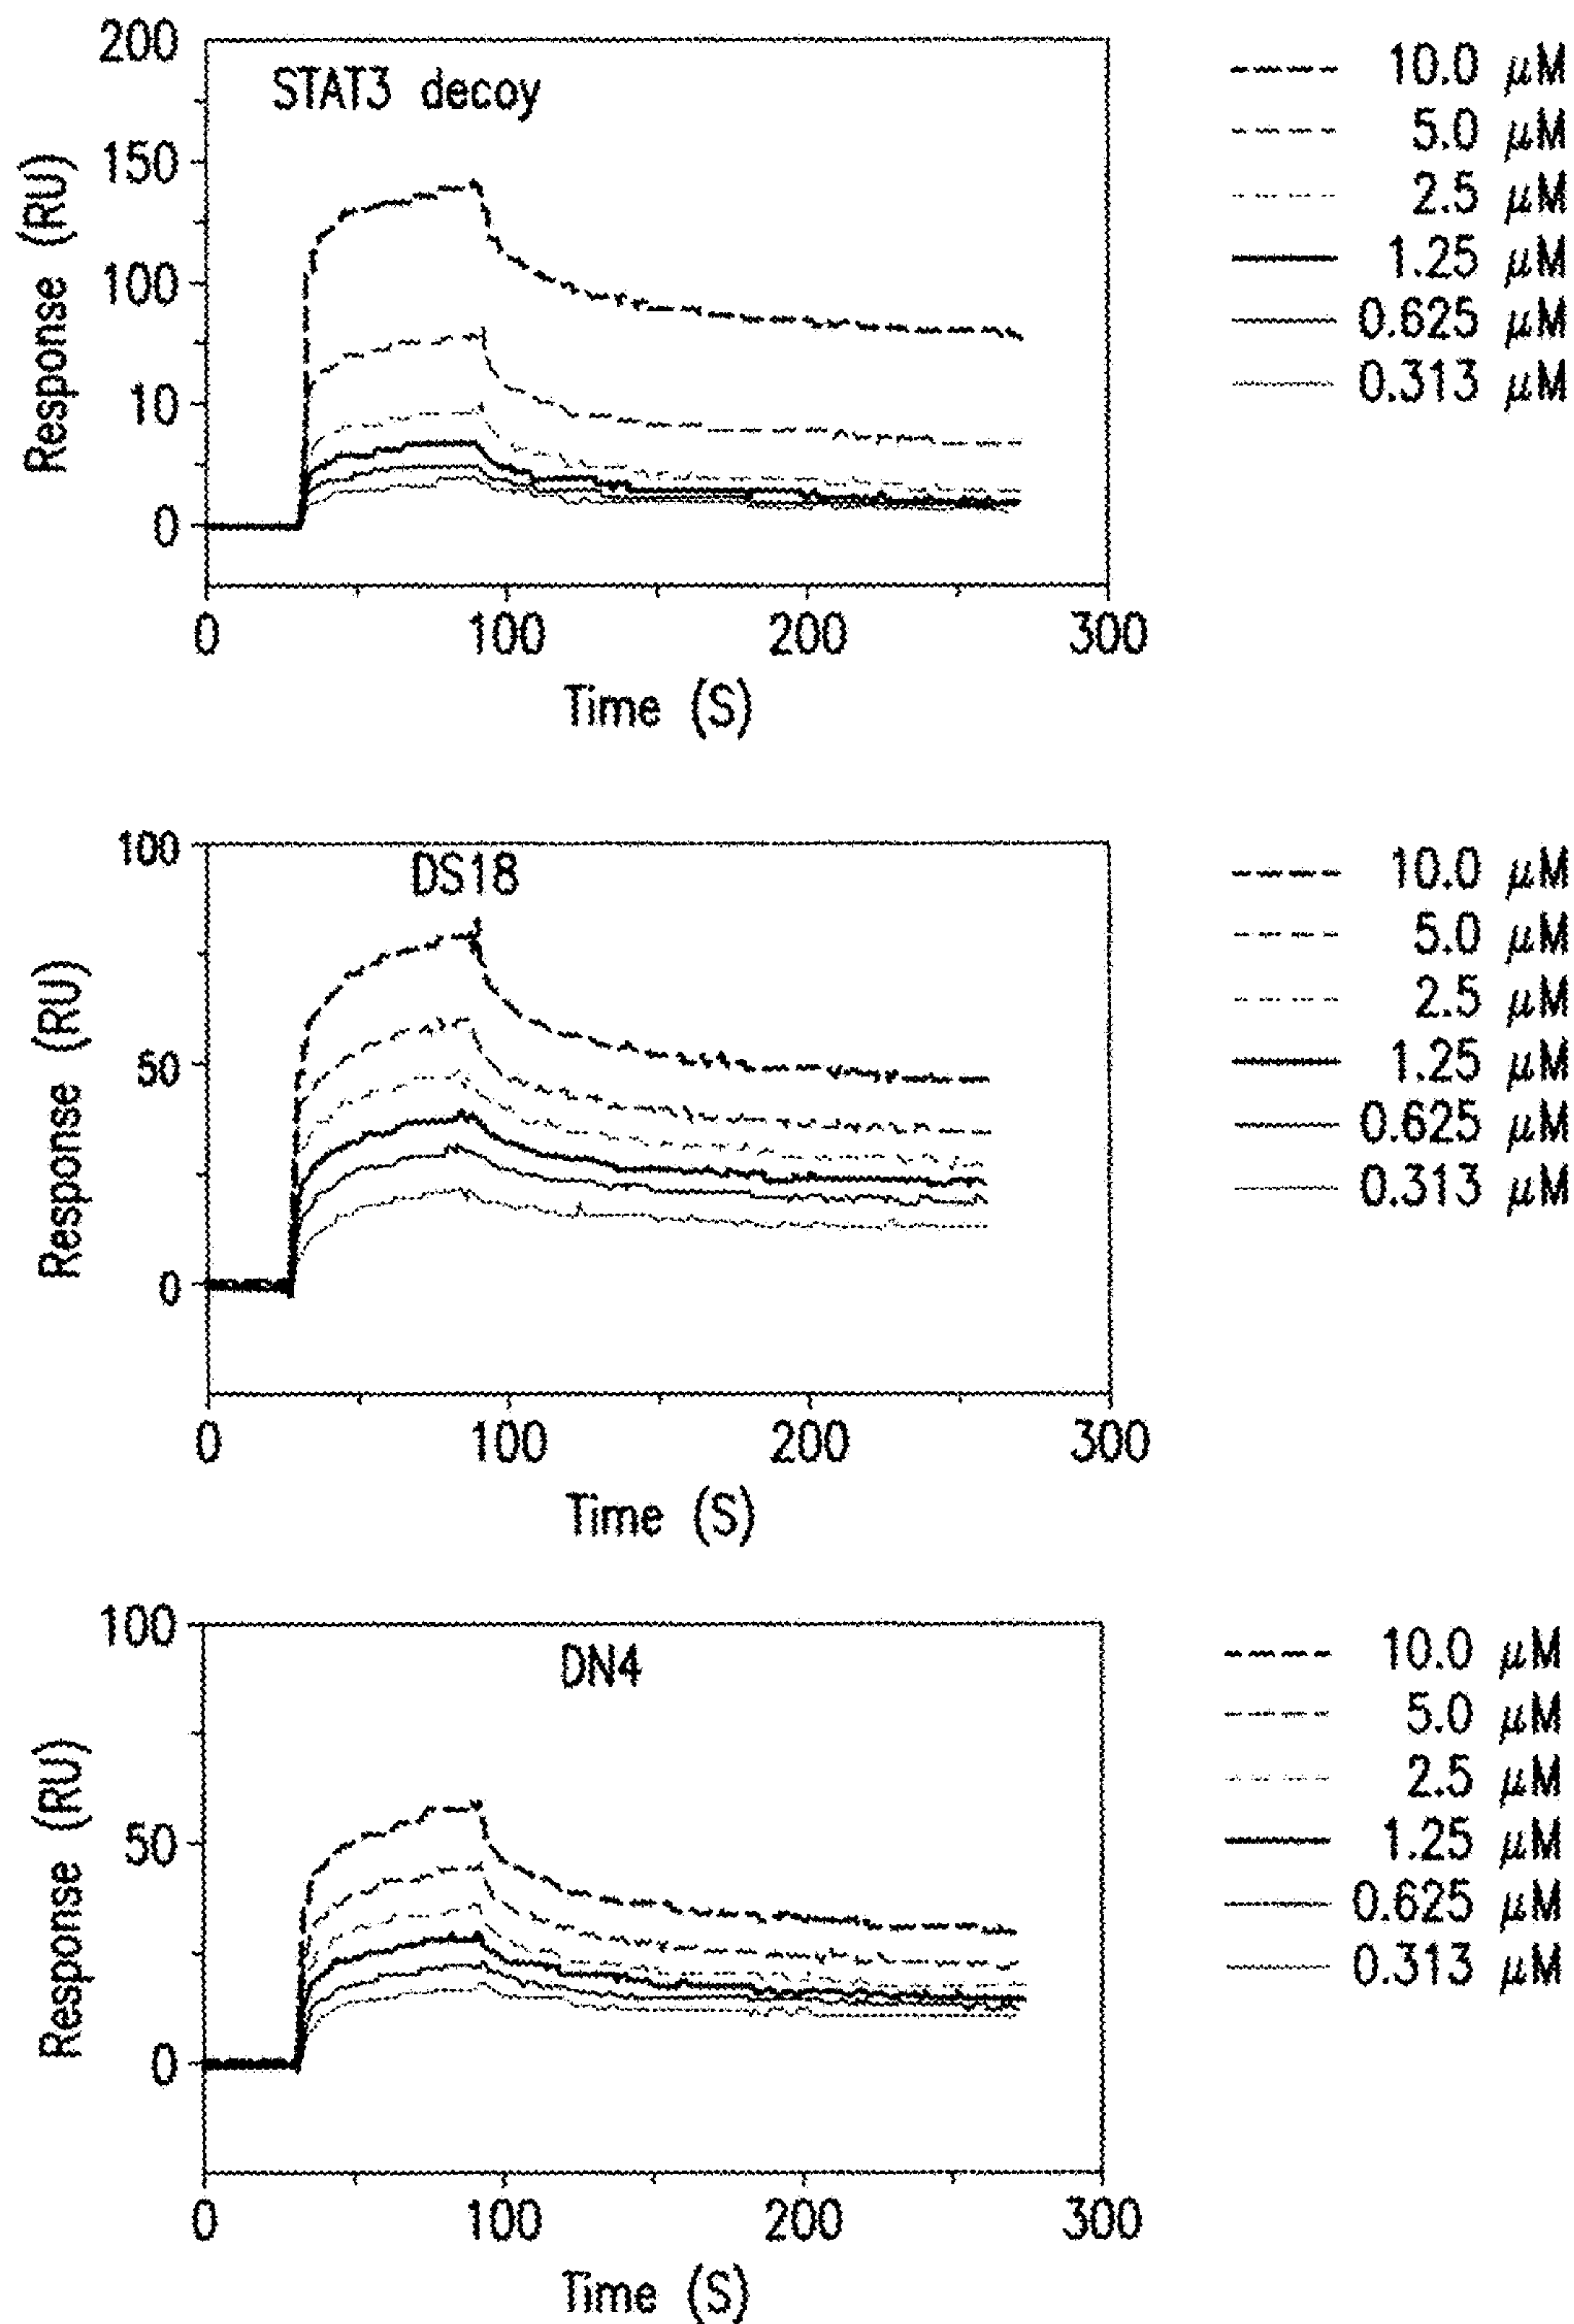 200
STAT3 decoy
150
100
10
0
Response (RU)
0 100 200 300
Time (S)
10.0 μM
5.0 μM
2.5 μM
1.25 μM
0.625 μM
0.313 μM
100
DS18
50
0
Response (RU)
0 100 200 300
Time (S)
10.0 μM
5.0 μM
2.5 μM
1.25 μM
0.625 μM
0.313 μM
100
DN4
50
0
Response (RU)
0 100 200 300
Time (S)
10.0 μM
5.0 μM
2.5 μM
1.25 μM
0.625 μM
0.313 μM